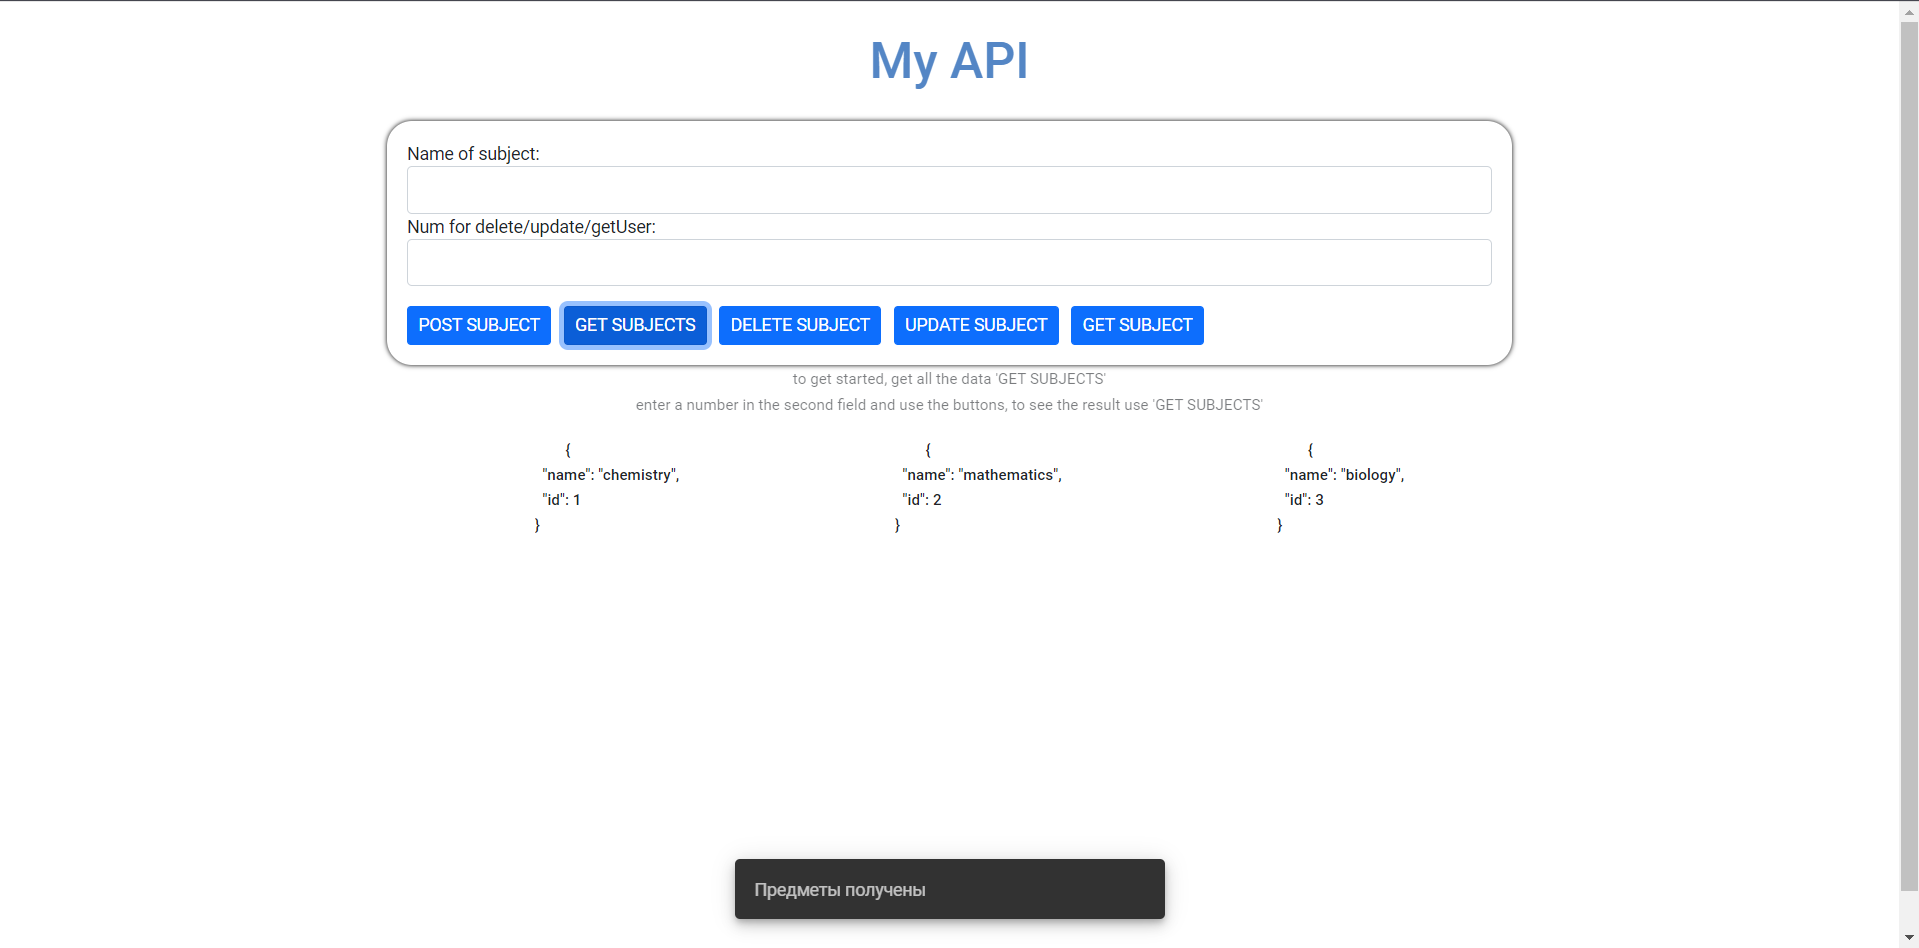 My API
Name of subject:
Num for delete/update/getUser:
POST SUBJECT GET SUBJECTS DELETE SUBJECT UPDATE SUBJECT GET SUBJECT
to get started, get all the data 'GET SUBJECTS'
enter a number in the second field and use the buttons, to see the result use 'GET SUBJECTS'
{
"name": "chemistry",
"id": 1
}
{
"name": "mathematics",
"id": 2
}
{
"name": "biology",
"id": 3
}
Предметы получены